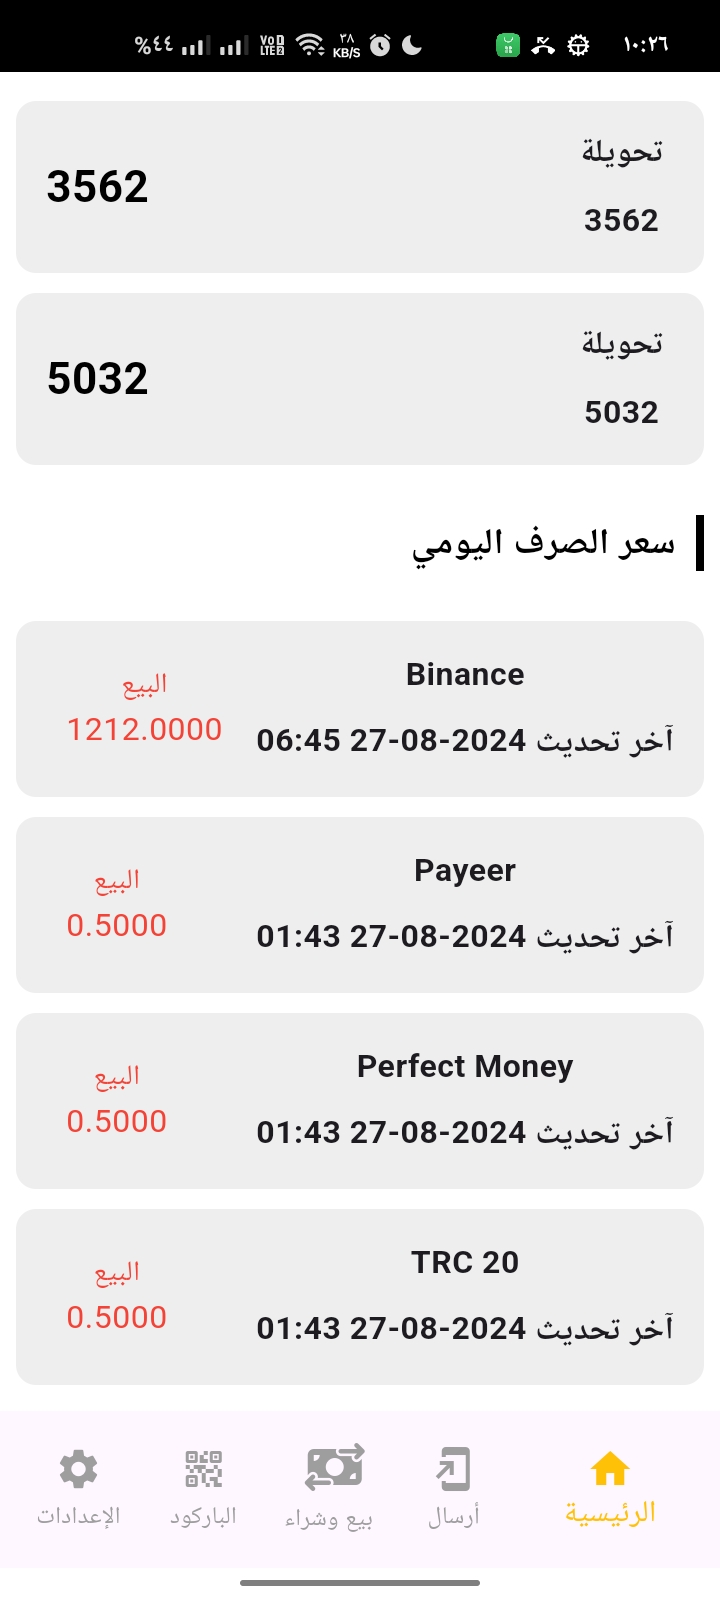 ١٠:٢٦
٣٨ KB/S
VoD LTE2
%٤٤
تحويلة
3562
3562
تحويلة
5032
5032
سعر الصرف اليومي
Binance
آخر تحديث 2024-08-27 06:45
البيع
1212.0000
Payeer
آخر تحديث 2024-08-27 01:43
البيع
0.5000
Perfect Money
آخر تحديث 2024-08-27 01:43
البيع
0.5000
TRC 20
آخر تحديث 2024-08-27 01:43
البيع
0.5000
الرئيسية
أرسال
بيع وشراء
الباركود
الإعدادات